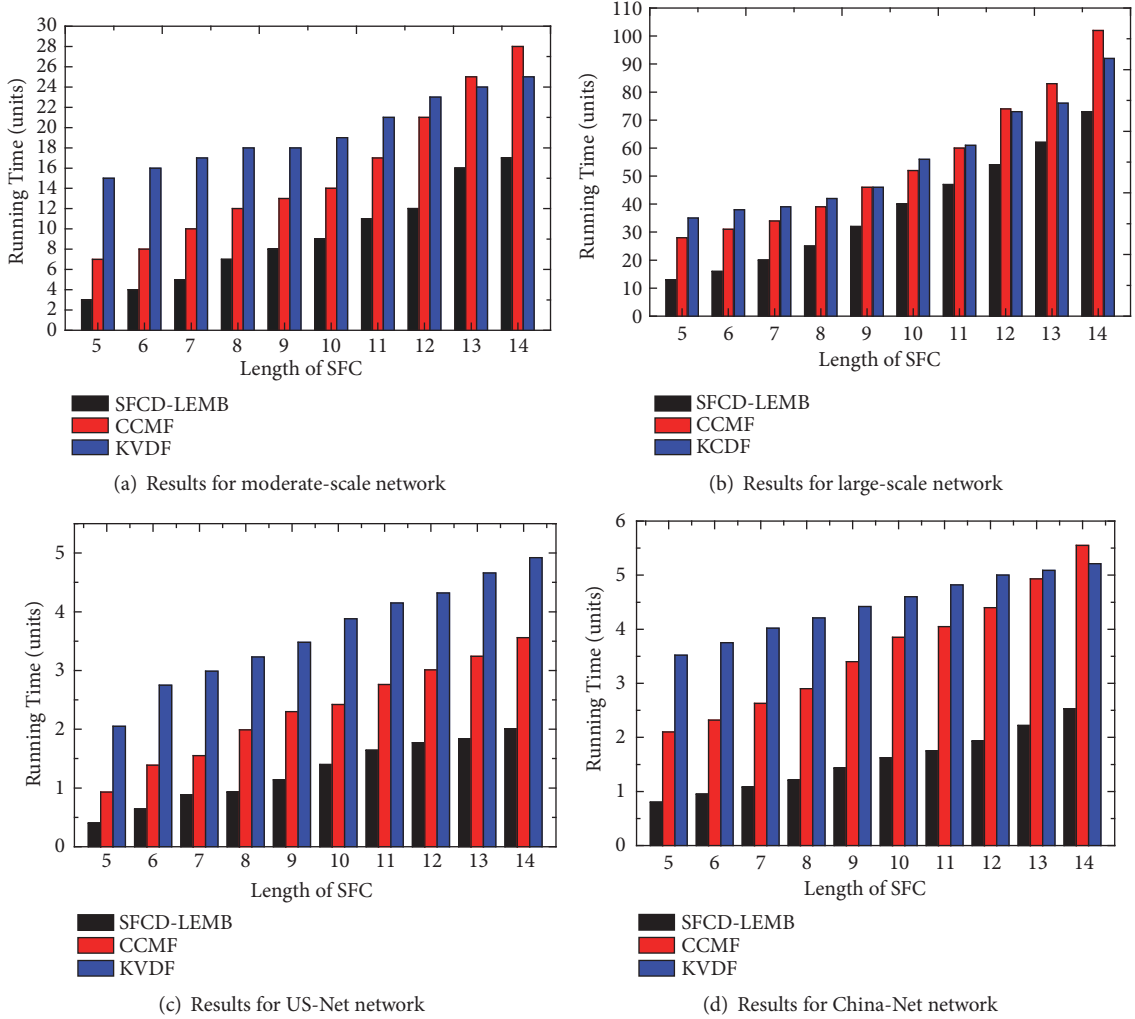 Running Time (units)
30
28
26
24
22
20
18
16
14
12
10
8
6
4
2
0
5 6 7 8 9 10 11 12 13 14
Length of SFC
SFCD-LEMB
CCMF
KVDF
(a) Results for moderate-scale network
Running Time (units)
110
100
90
80
70
60
50
40
30
20
10
0
5 6 7 8 9 10 11 12 13 14
Length of SFC
SFCD-LEMB
CCMF
KCDF
(b) Results for large-scale network
Running Time (units)
5
4
3
2
1
0
5 6 7 8 9 10 11 12 13 14
Length of SFC
SFCD-LEMB
CCMF
KVDF
(c) Results for US-Net network
Running Time (units)
6
5
4
3
2
1
0
5 6 7 8 9 10 11 12 13 14
Length of SFC
SFCD-LEMB
CCMF
KVDF
(d) Results for China-Net network